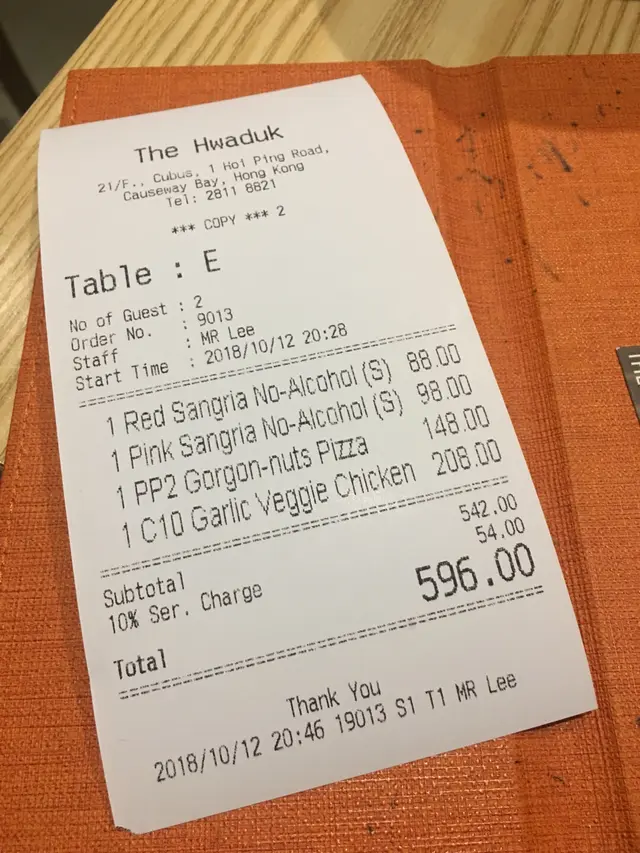 The Hwaduk
21/F., Cubus, 1 Hoi Ping Road,
Causeway Bay, Hong Kong
Tel: 2811 8821
*** COPY *** 2
Table : E
No of Guest : 2
Order No. : 9013
Staff : MR Lee
Start Time : 2018/10/12 20:28
1 Red Sangria No-Alcohol (S) 88.00
1 Pink Sangria No-Alcohol (S) 98.00
1 PP2 Gorgon-nuts Pizza 148.00
1 C10 Garlic Veggie Chicken 208.00
Subtotal 542.00
10% Ser. Charge 54.00
Total 596.00
Thank You
2018/10/12 20:46 19013 S1 T1 MR Lee